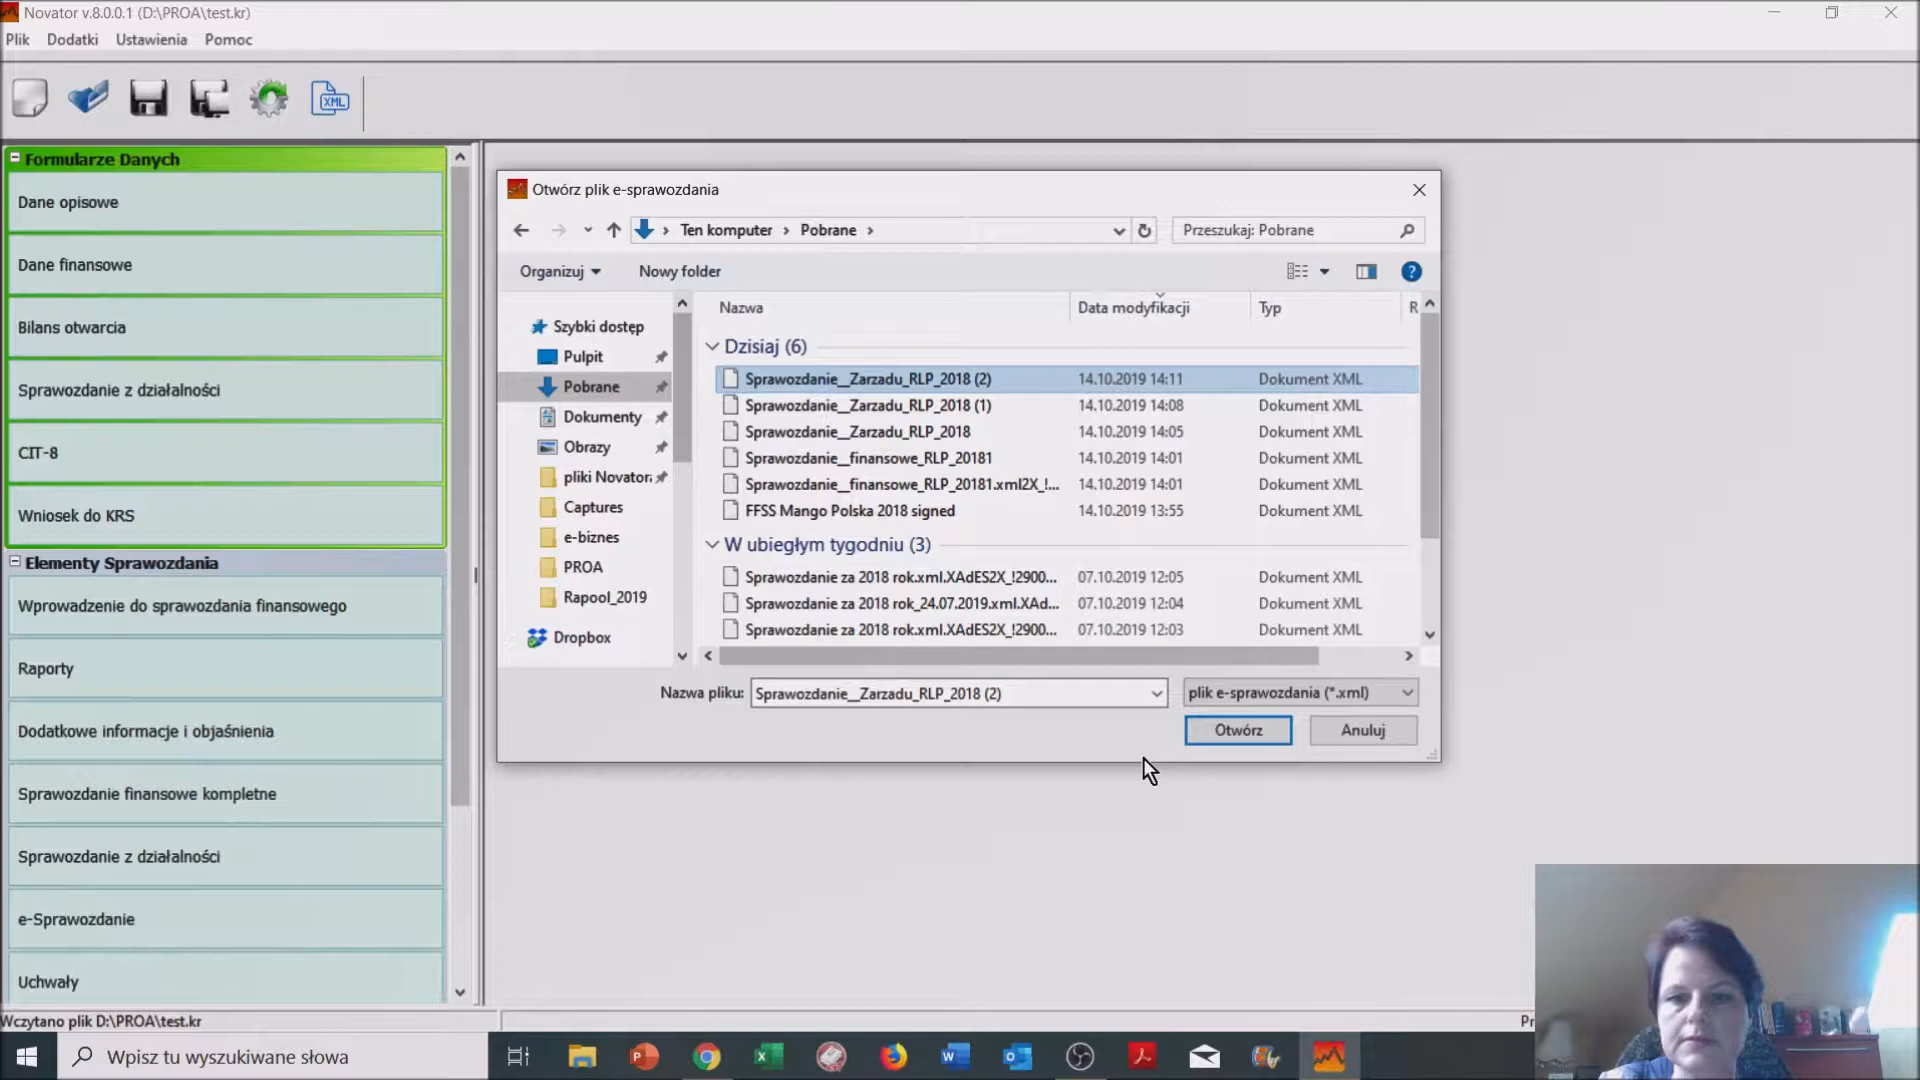 Novator v.8.0.0.1 (D:\PROA\test.kr)
Plik Dodatki Ustawienia Pomoc
XML
Formularze Danych
Dane opisowe
Dane finansowe
Bilans otwarcia
Sprawozdanie z działalności
CIT-8
Wniosek do KRS
Elementy Sprawozdania
Wprowadzenie do sprawozdania finansowego
Raporty
Dodatkowe informacje i objaśnienia
Sprawozdanie finansowe kompletne
Sprawozdanie z działalności
e-Sprawozdanie
Uchwały
Wczytano plik D:\PROA\test.kr
Otwórz plik e-sprawozdania
Ten komputer Pobrane
Przeszukaj: Pobrane
Organizuj Nowy folder
Szybki dostęp
Pulpit
Pobrane
Dokumenty
Obrazy
pliki Novator
Captures
e-biznes
PROA
Rapool_2019
Dropbox
Nazwa Data modyfikacji Typ R
Dzisiaj (6)
Sprawozdanie__Zarzadu_RLP_2018 (2) 14.10.2019 14:11 Dokument XML
Sprawozdanie__Zarzadu_RLP_2018 (1) 14.10.2019 14:08 Dokument XML
Sprawozdanie__Zarzadu_RLP_2018 14.10.2019 14:05 Dokument XML
Sprawozdanie__finansowe_RLP_20181 14.10.2019 14:01 Dokument XML
Sprawozdanie__finansowe_RLP_20181.xml2X_!... 14.10.2019 14:01 Dokument XML
FFSS Mango Polska 2018 signed 14.10.2019 13:55 Dokument XML
W ubiegłym tygodniu (3)
Sprawozdanie za 2018 rok.xml.XAdES2X_!2900... 07.10.2019 12:05 Dokument XML
Sprawozdanie za 2018 rok_24.07.2019.xml.XAd... 07.10.2019 12:04 Dokument XML
Sprawozdanie za 2018 rok.xml.XAdES2X_!2900... 07.10.2019 12:03 Dokument XML
Nazwa pliku: Sprawozdanie__Zarzadu_RLP_2018 (2) plik e-sprawozdania (*.xml)
Otwórz Anuluj
Pr
Wpisz tu wyszukiwane słowa